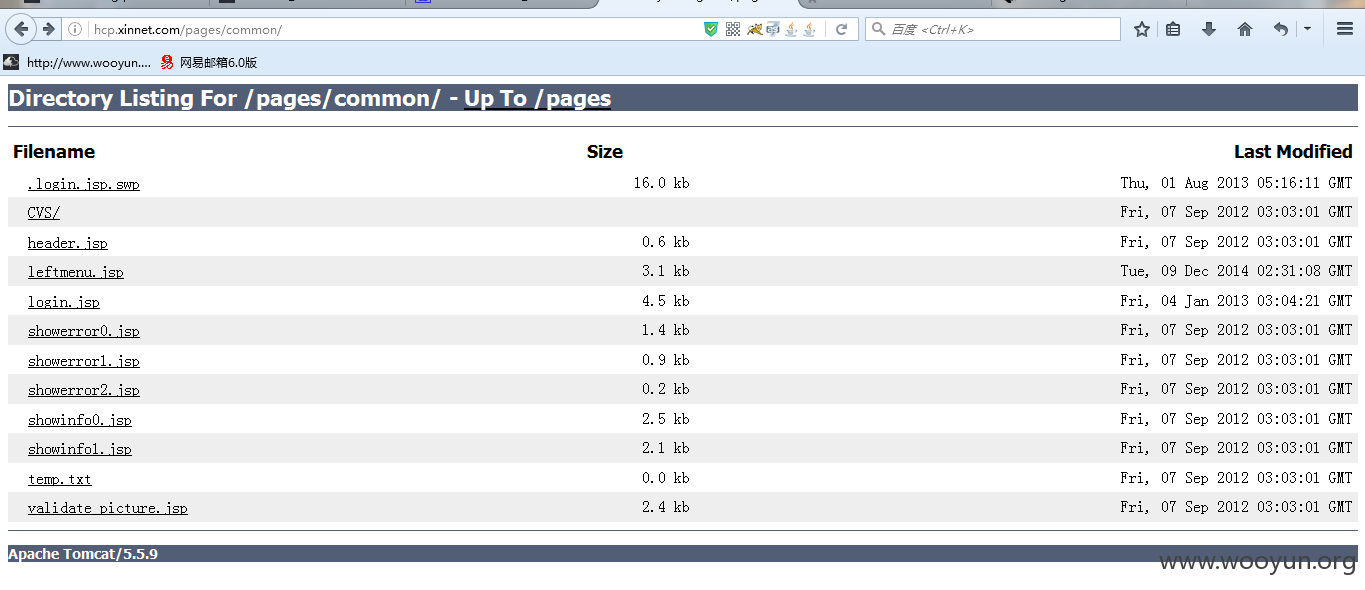 hcp.xinnet.com/pages/common/
百度 <Ctrl+K>
http://www.wooyun.... 网易邮箱6.0版
Directory Listing For /pages/common/ - Up To /pages
Filename Size Last Modified
.login.jsp.swp 16.0 kb Thu, 01 Aug 2013 05:16:11 GMT
CVS/ Fri, 07 Sep 2012 03:03:01 GMT
header.jsp 0.6 kb Fri, 07 Sep 2012 03:03:01 GMT
leftmenu.jsp 3.1 kb Tue, 09 Dec 2014 02:31:08 GMT
login.jsp 4.5 kb Fri, 04 Jan 2013 03:04:21 GMT
showerror0.jsp 1.4 kb Fri, 07 Sep 2012 03:03:01 GMT
showerror1.jsp 0.9 kb Fri, 07 Sep 2012 03:03:01 GMT
showerror2.jsp 0.2 kb Fri, 07 Sep 2012 03:03:01 GMT
showinfo0.jsp 2.5 kb Fri, 07 Sep 2012 03:03:01 GMT
showinfo1.jsp 2.1 kb Fri, 07 Sep 2012 03:03:01 GMT
temp.txt 0.0 kb Fri, 07 Sep 2012 03:03:01 GMT
validate_picture.jsp 2.4 kb Fri, 07 Sep 2012 03:03:01 GMT
Apache Tomcat/5.5.9
www.wooyun.org